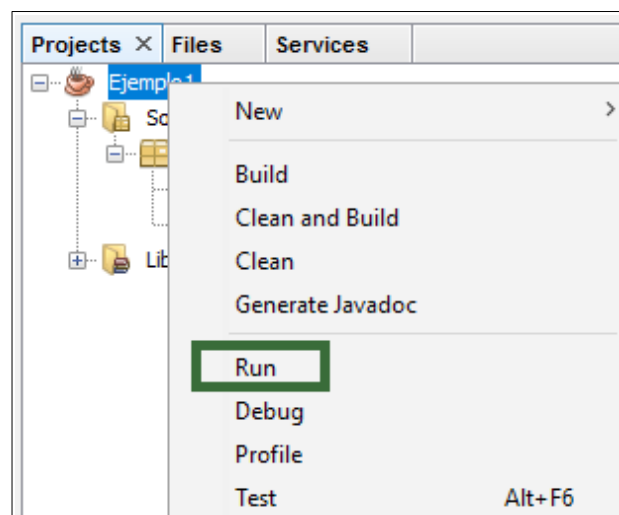 Projects × Files Services
Ejemplo1
New
Build
Clean and Build
Clean
Generate Javadoc
Run
Debug
Profile
Test Alt+F6